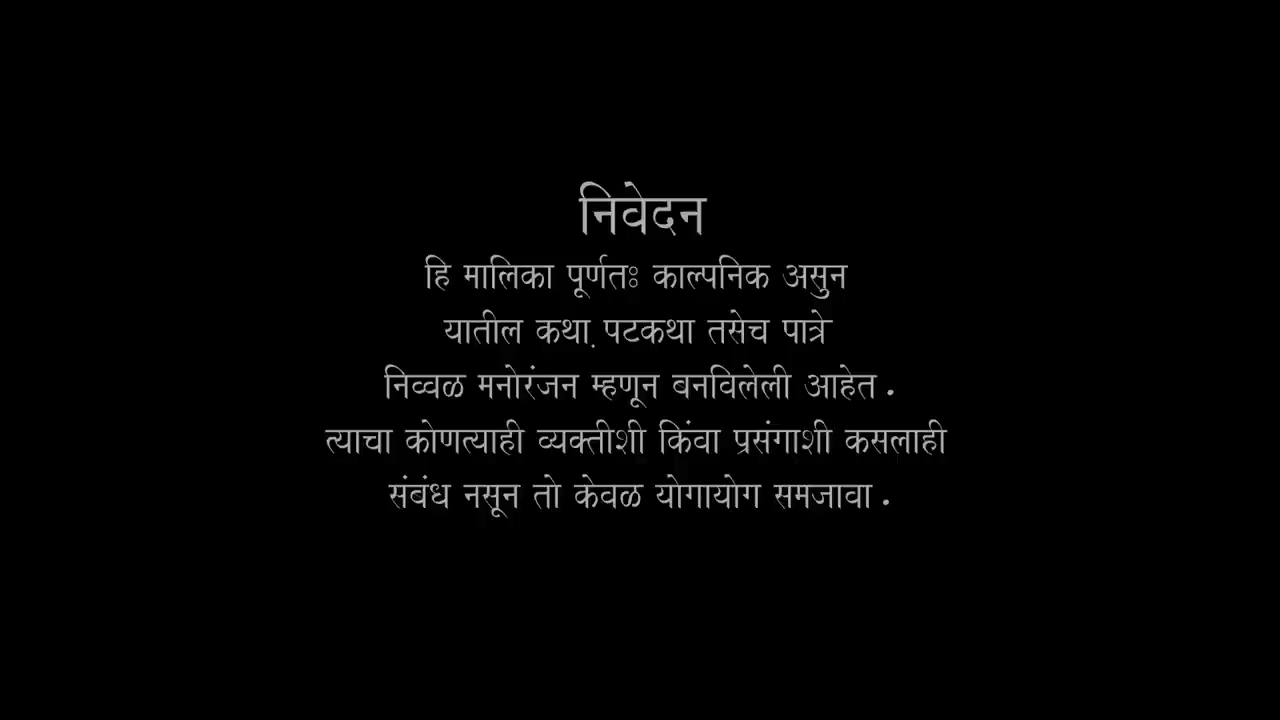 निवेदन
हि मालिका पूर्णतः काल्पनिक असुन
यातील कथा. पटकथा तसेच पात्रे
निव्वळ मनोरंजन म्हणून बनविलेली आहेत.
त्याचा कोणत्याही व्यक्तीशी किंवा प्रसंगाशी कसलाही
संबंध नसून तो केवळ योगायोग समजावा.